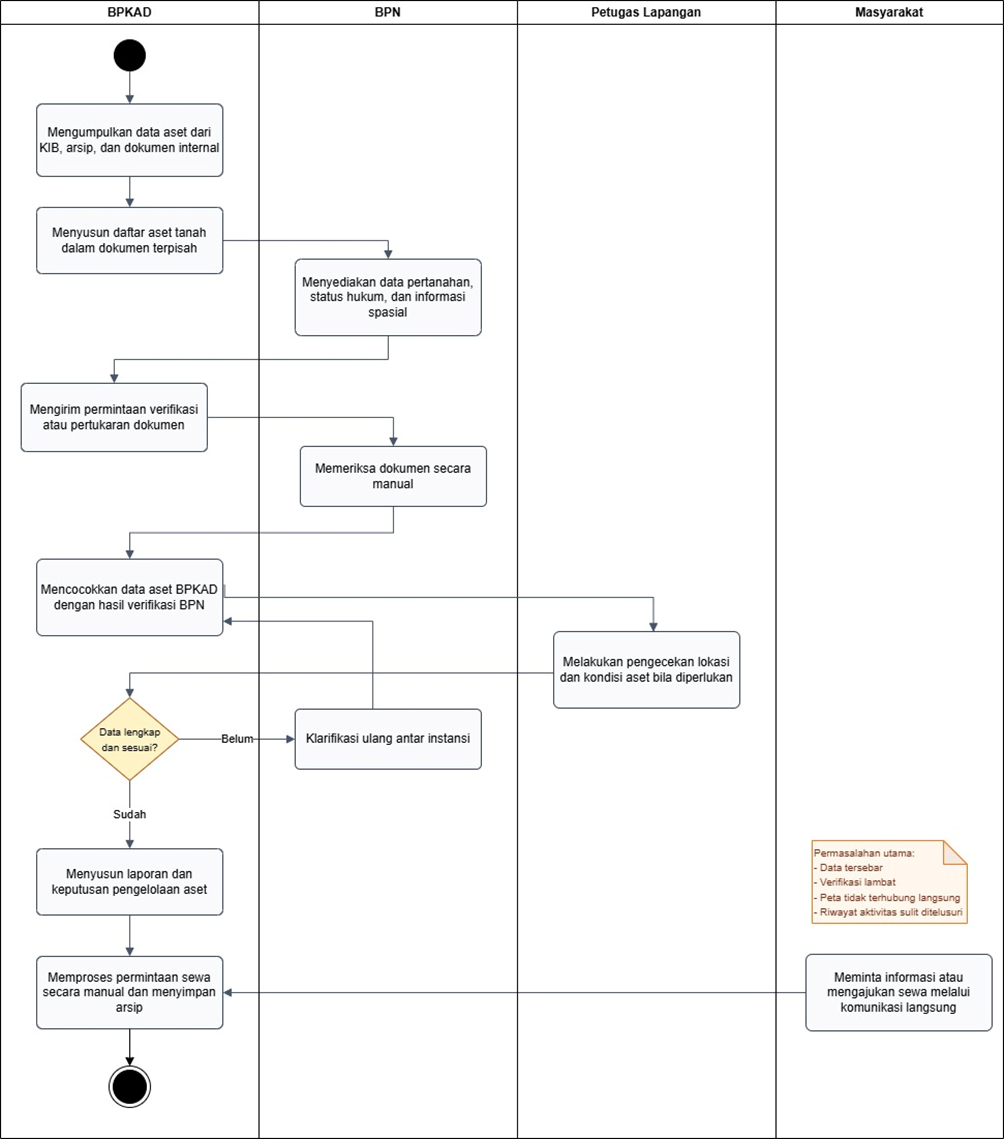 BPKAD
BPN
Petugas Lapangan
Masyarakat
Mengumpulkan data aset dari
KIB, arsip, dan dokumen internal
Menyusun daftar aset tanah
dalam dokumen terpisah
Menyediakan data pertanahan,
status hukum, dan informasi
spasial
Mengirim permintaan verifikasi
atau pertukaran dokumen
Memeriksa dokumen secara
manual
Mencocokkan data aset BPKAD
dengan hasil verifikasi BPN
Melakukan pengecekan lokasi
dan kondisi aset bila diperlukan
Data lengkap
dan sesuai?
Belum
Klarifikasi ulang antar instansi
Sudah
Menyusun laporan dan
keputusan pengelolaan aset
Permasalahan utama:
- Data tersebar
- Verifikasi lambat
- Peta tidak terhubung langsung
- Riwayat aktivitas sulit ditelusuri
Memproses permintaan sewa
secara manual dan menyimpan
arsip
Meminta informasi atau
mengajukan sewa melalui
komunikasi langsung